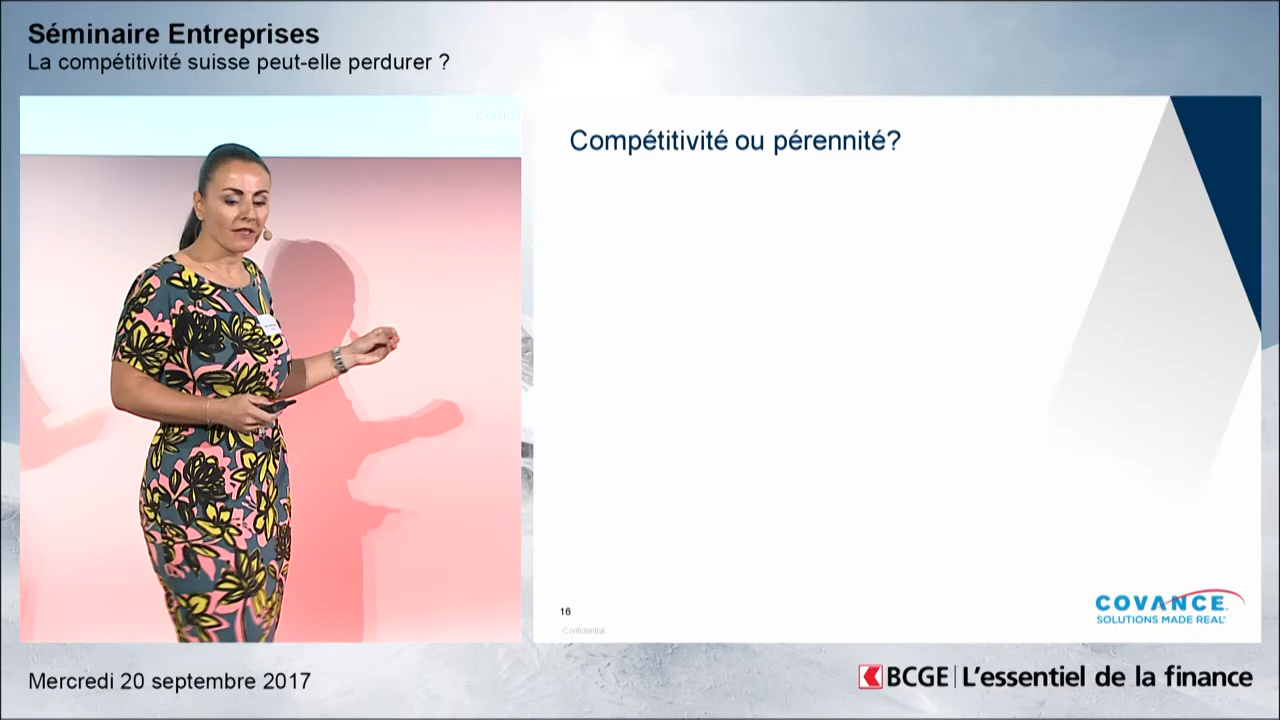 Séminaire Entreprises
La compétitivité suisse peut-elle perdurer ?
Compétitivité ou pérennité?
16
Confidential
COVANCE
SOLUTIONS MADE REAL®
Mercredi 20 septembre 2017
BCGE | L'essentiel de la finance